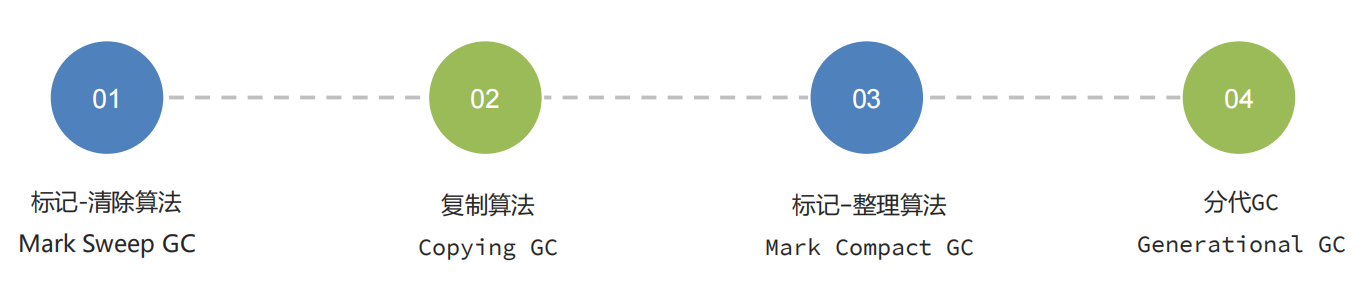 01
02
03
04
标记-清除算法
Mark Sweep GC
复制算法
Copying GC
标记-整理算法
Mark Compact GC
分代GC
Generational GC